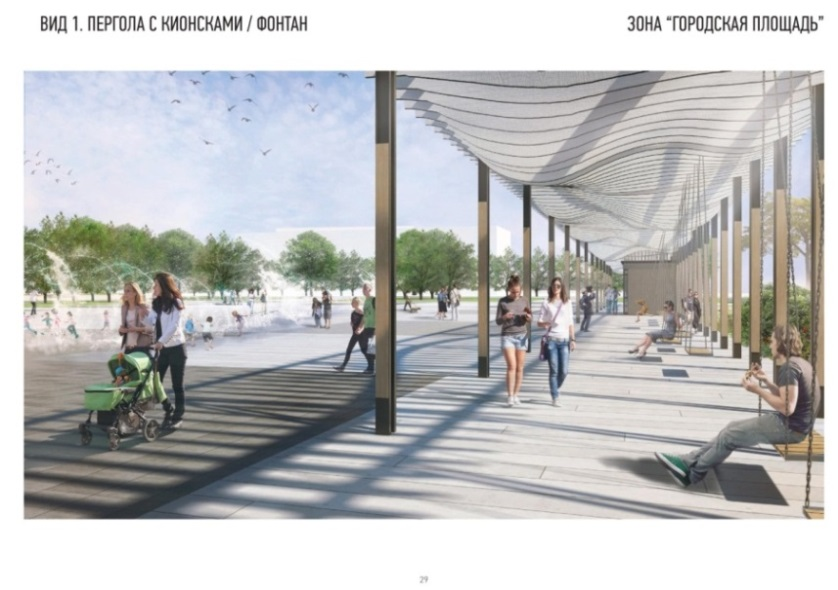 ВИД 1. ПЕРГОЛА С КИОНСКАМИ / ФОНТАН
ЗОНА "ГОРОДСКАЯ ПЛОЩАДЬ"
29